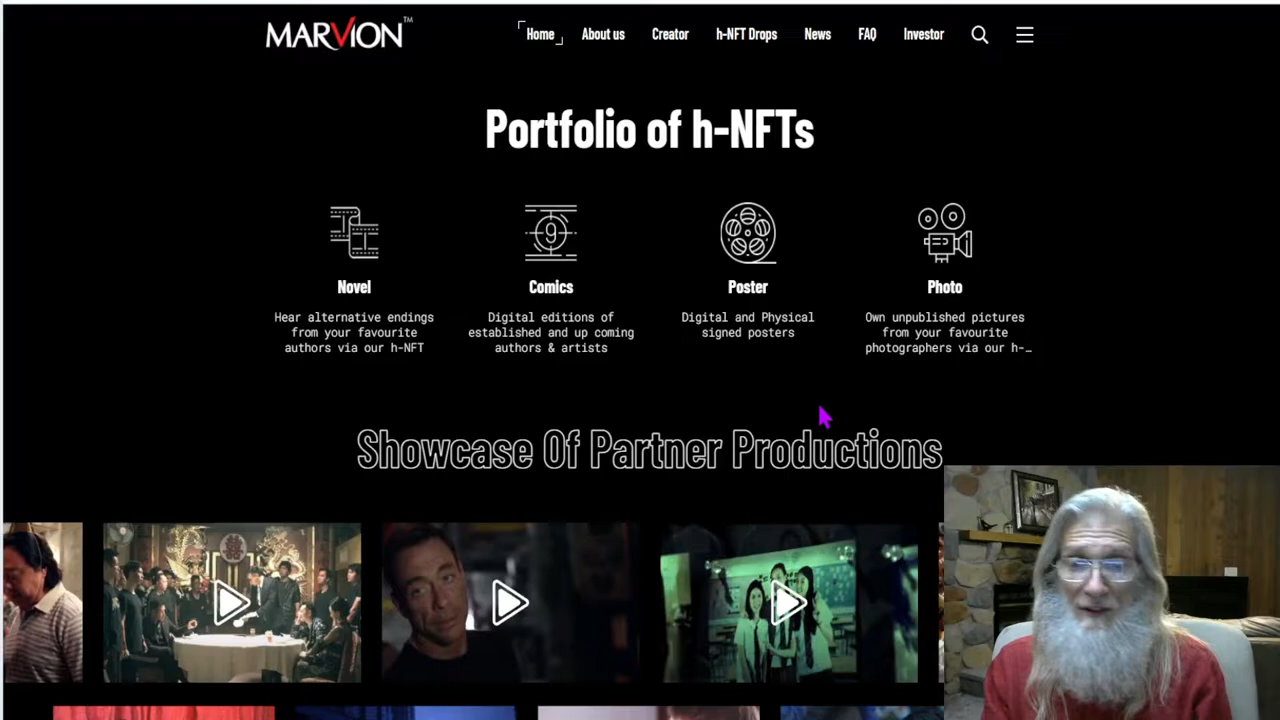 MARVION™
Home About us Creator h-NFT Drops News FAQ Investor
Portfolio of h-NFTs
Novel Comics Poster Photo
Hear alternative endings from your favourite authors via our h-NFT
Digital editions of established and up coming authors & artists
Digital and Physical signed posters
Own unpublished pictures from your favourite photographers via our h-…
Showcase Of Partner Productions